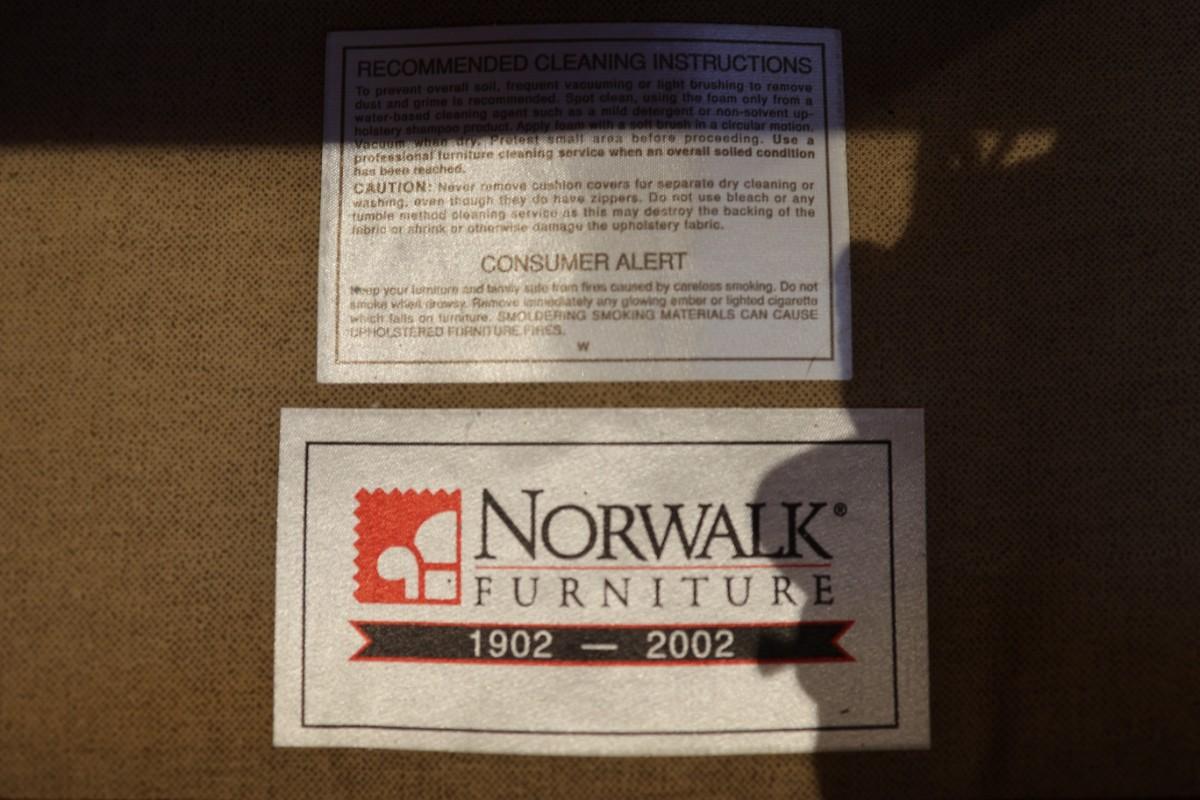 RECOMMENDED CLEANING INSTRUCTIONS
To prevent overall soil, frequent vacuuming or light brushing to remove
dust and grime is recommended. Spot clean, using the foam only from a
water-based cleaning agent such as a mild detergent or non-solvent up-
holstery shampoo product. Apply foam with a soft brush in a circular motion.
Vacuum when dry. Pretest small area before proceeding. Use a
professional furniture cleaning service when an overall soiled condition
has been reached.
CAUTION: Never remove cushion covers for separate dry cleaning or
washing, even though they do have zippers. Do not use bleach or any
tumble method cleaning service as this may destroy the backing of the
fabric or shrink or otherwise damage the upholstery fabric.
CONSUMER ALERT
Keep your furniture and family safe from fires caused by careless smoking. Do not
smoke when drowsy. Remove immediately any glowing ember or lighted cigarette
which falls on furniture. SMOLDERING SMOKING MATERIALS CAN CAUSE
UPHOLSTERED FURNITURE FIRES.
W
NORWALK®
FURNITURE
1902 — 2002